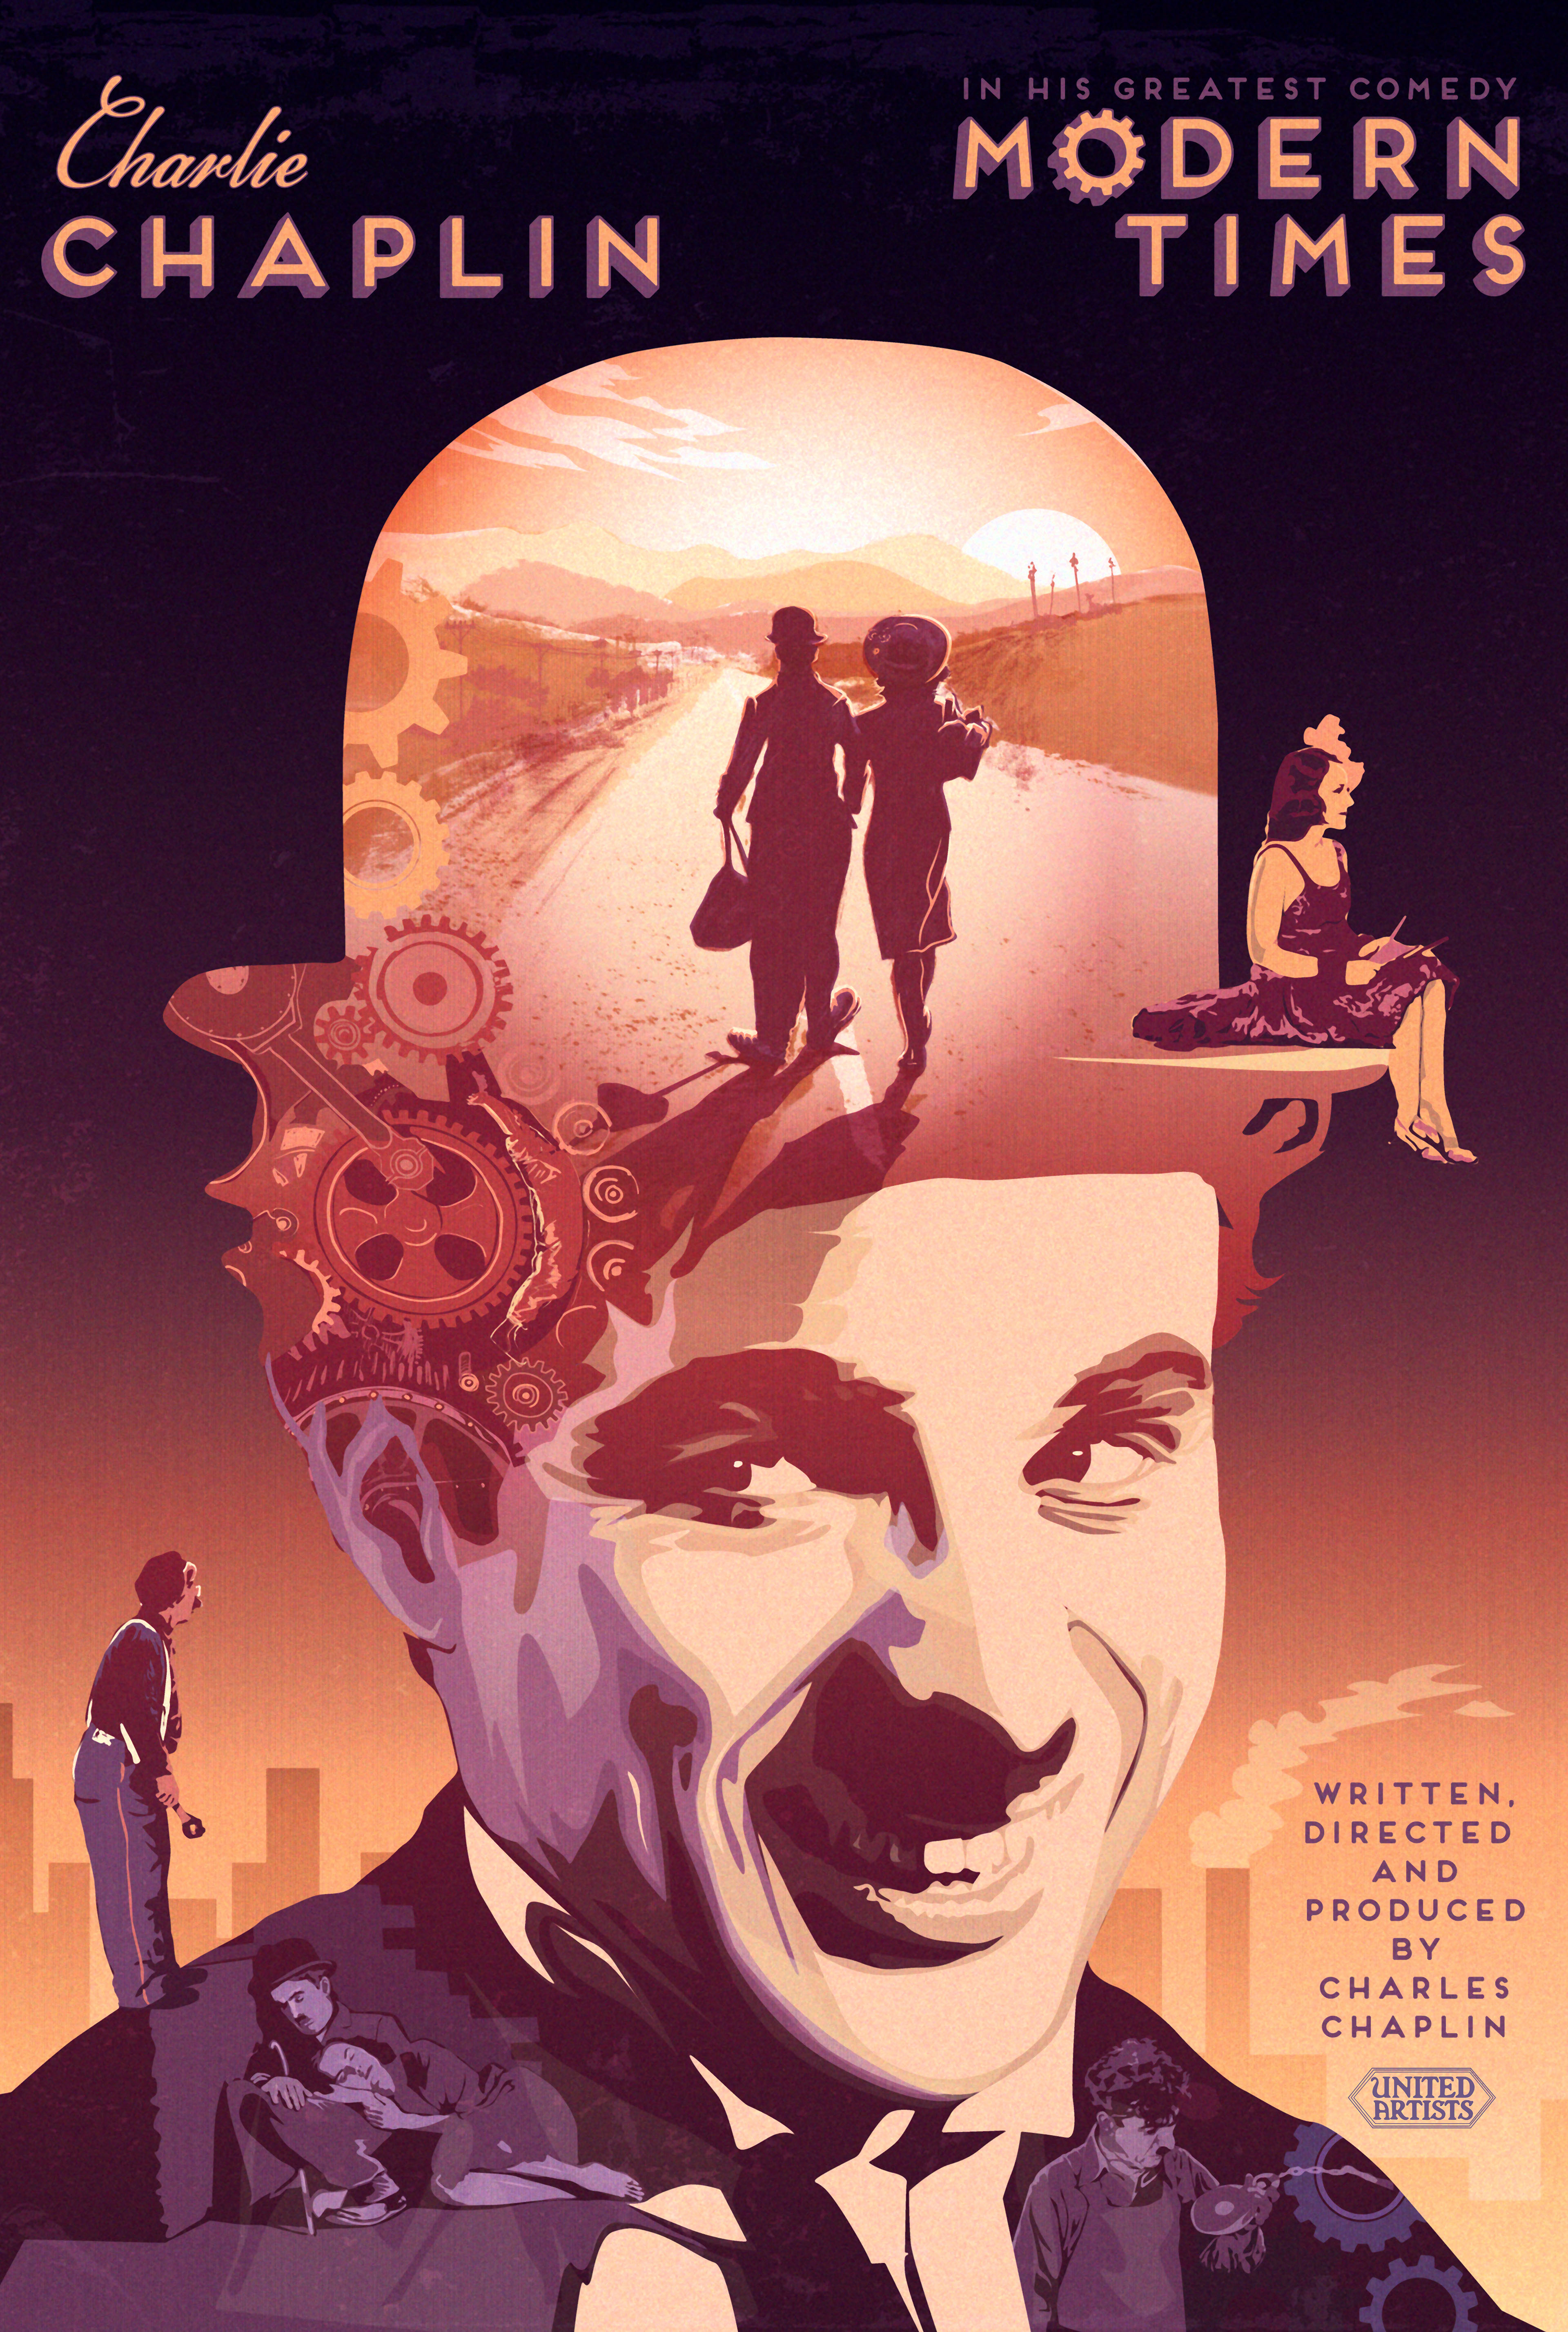 Charlie
CHAPLIN
IN HIS GREATEST COMEDY
MODERN
TIMES
WRITTEN,
DIRECTED
AND
PRODUCED
BY
CHARLES
CHAPLIN
UNITED
ARTISTS